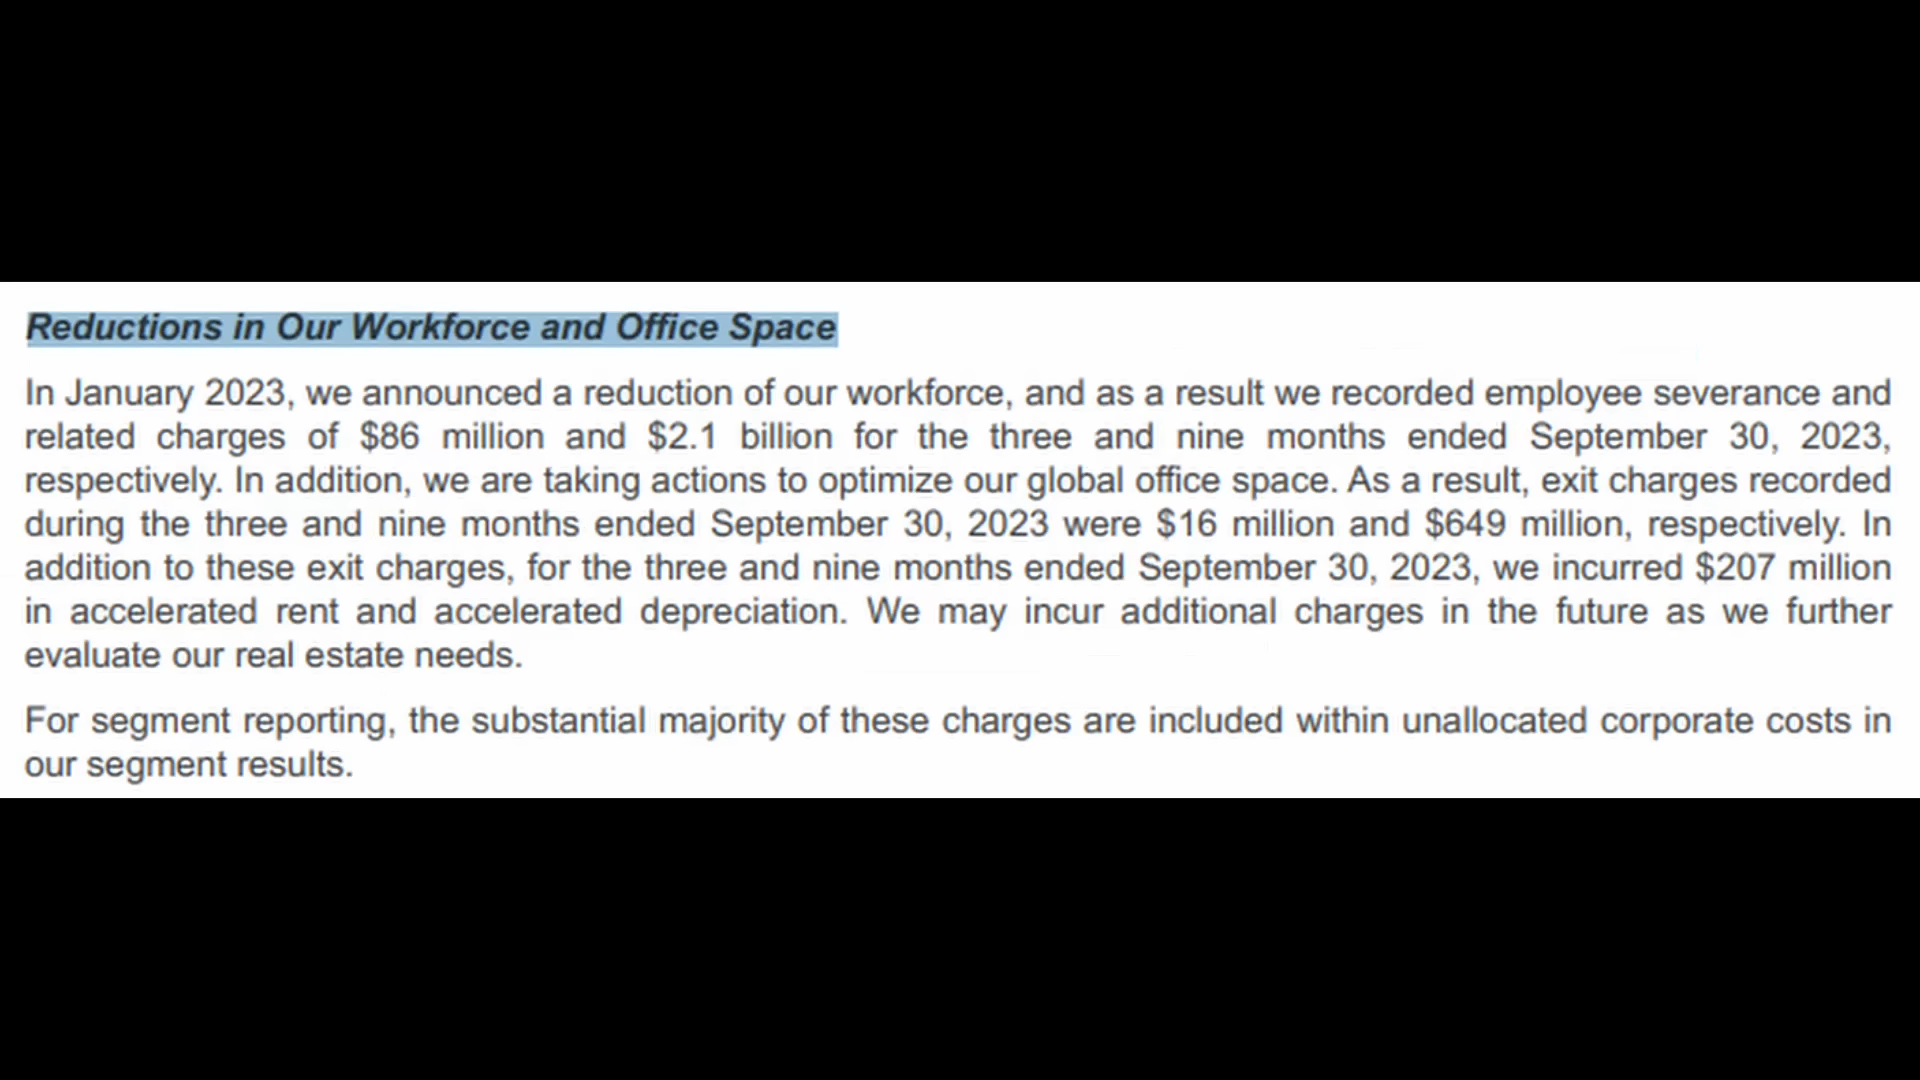 Reductions in Our Workforce and Office Space
In January 2023, we announced a reduction of our workforce, and as a result we recorded employee severance and
related charges of $86 million and $2.1 billion for the three and nine months ended September 30, 2023,
respectively. In addition, we are taking actions to optimize our global office space. As a result, exit charges recorded
during the three and nine months ended September 30, 2023 were $16 million and $649 million, respectively. In
addition to these exit charges, for the three and nine months ended September 30, 2023, we incurred $207 million
in accelerated rent and accelerated depreciation. We may incur additional charges in the future as we further
evaluate our real estate needs.
For segment reporting, the substantial majority of these charges are included within unallocated corporate costs in
our segment results.